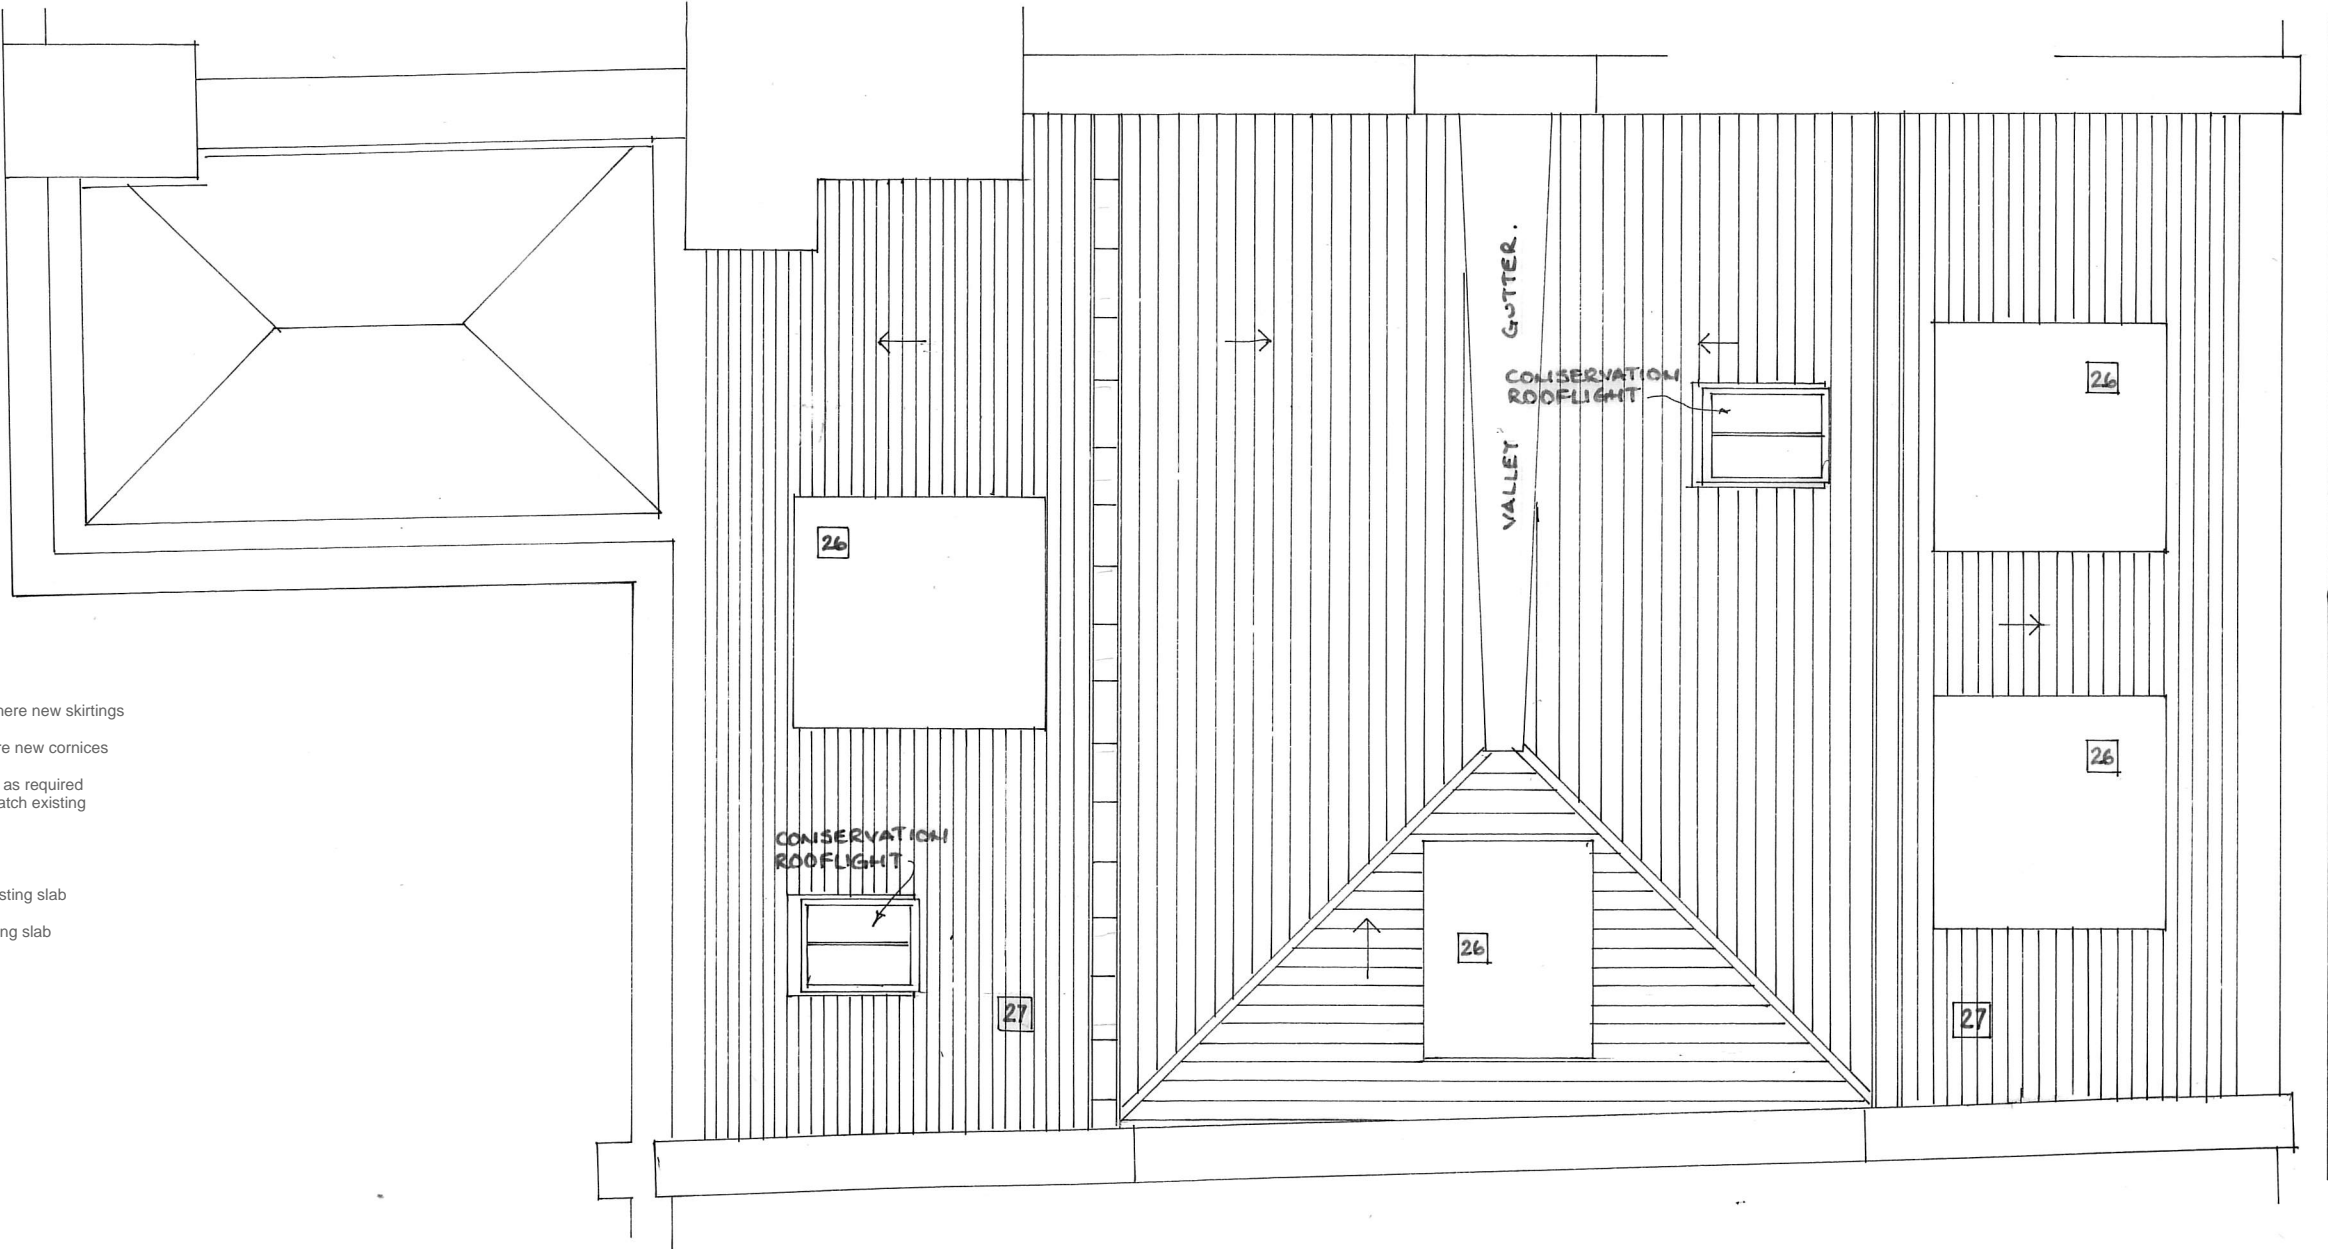 VALLEY GUTTER.
CONSERVATION
ROOFLIGHT
26
26
26
26
CONSERVATION
ROOFLIGHT
27
27
here new skirtings
re new cornices
as required
atch existing
sting slab
ng slab